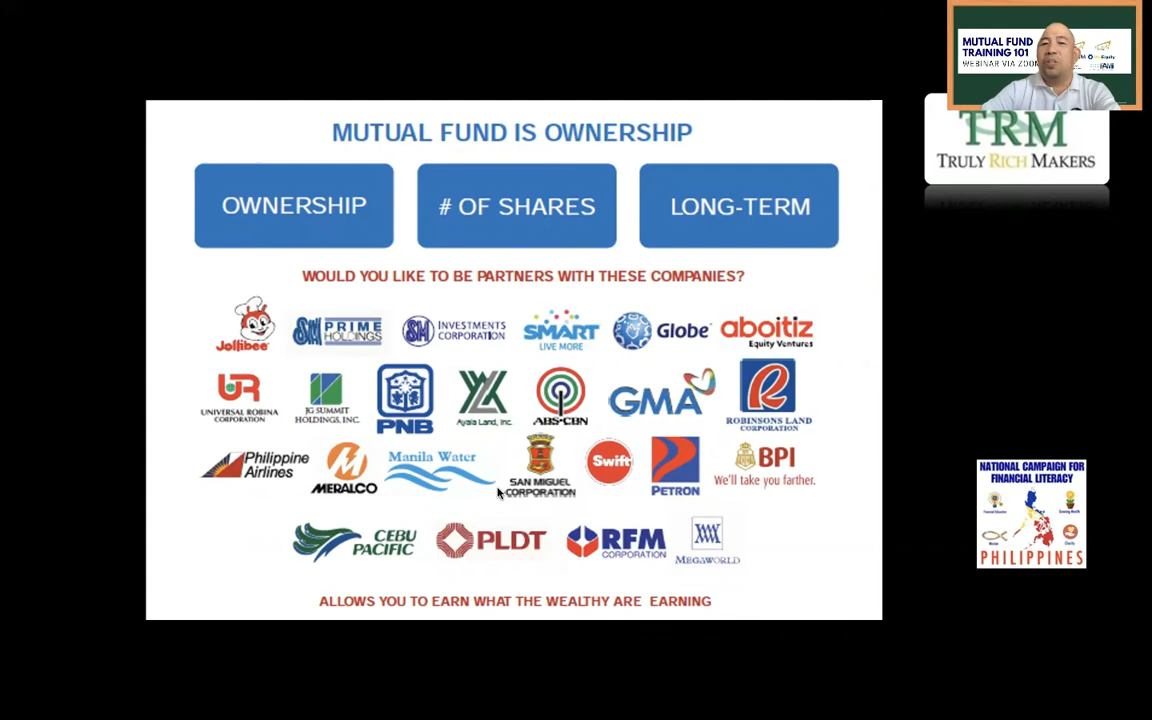 MUTUAL FUND
TRAINING 101
WEBINAR VIA ZOOM
TRM
TRULY RICH MAKERS
MUTUAL FUND IS OWNERSHIP
OWNERSHIP
# OF SHARES
LONG-TERM
WOULD YOU LIKE TO BE PARTNERS WITH THESE COMPANIES?
Jollibee
SM PRIME
HOLDINGS
SM INVESTMENTS
CORPORATION
SMART
LIVE MORE
Globe
aboitiz
Equity Ventures
UR
UNIVERSAL ROBINA
CORPORATION
JG SUMMIT
HOLDINGS, INC.
PNB
Ayala Land, Inc.
ABS-CBN
GMA
R
ROBINSONS LAND
CORPORATION
Philippine
Airlines
MERALCO
Manila Water
SAN MIGUEL
CORPORATION
Swift
PETRON
BPI
We'll take you farther.
CEBU
PACIFIC
PLDT
RFM
CORPORATION
MEGAWORLD
ALLOWS YOU TO EARN WHAT THE WEALTHY ARE EARNING
NATIONAL CAMPAIGN FOR
FINANCIAL LITERACY
PHILIPPINES